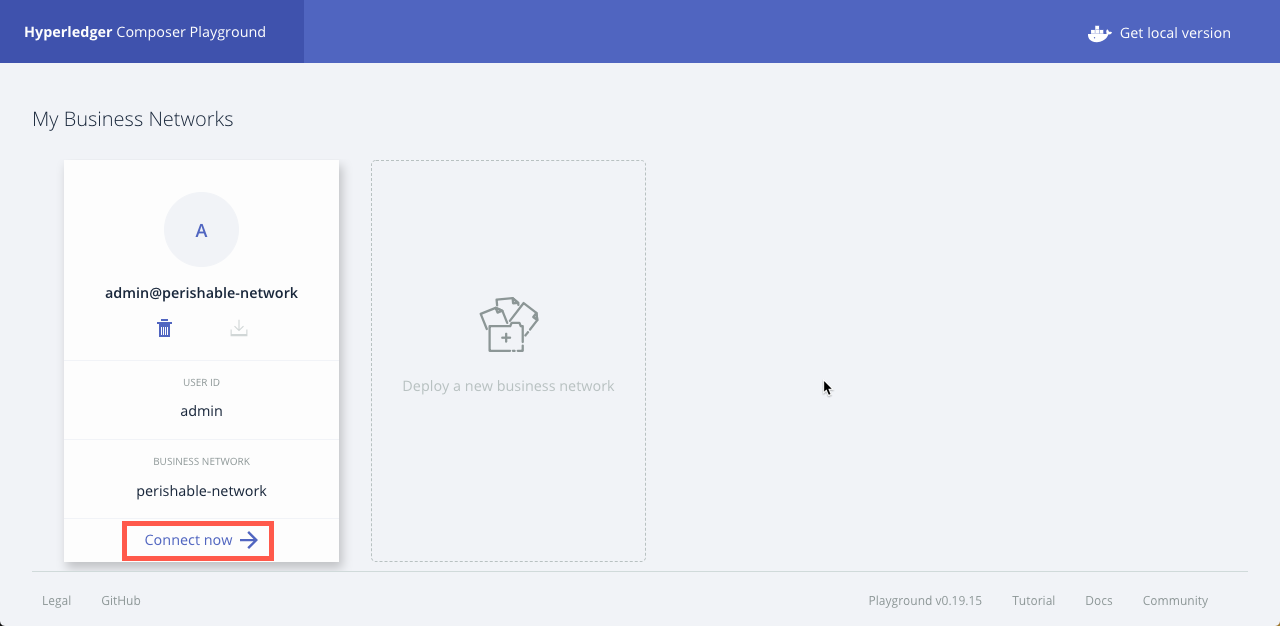 Hyperledger Composer Playground
Get local version
My Business Networks
A
admin@perishable-network
USER ID
admin
BUSINESS NETWORK
perishable-network
Connect now
Deploy a new business network
Legal
GitHub
Playground v0.19.15
Tutorial
Docs
Community